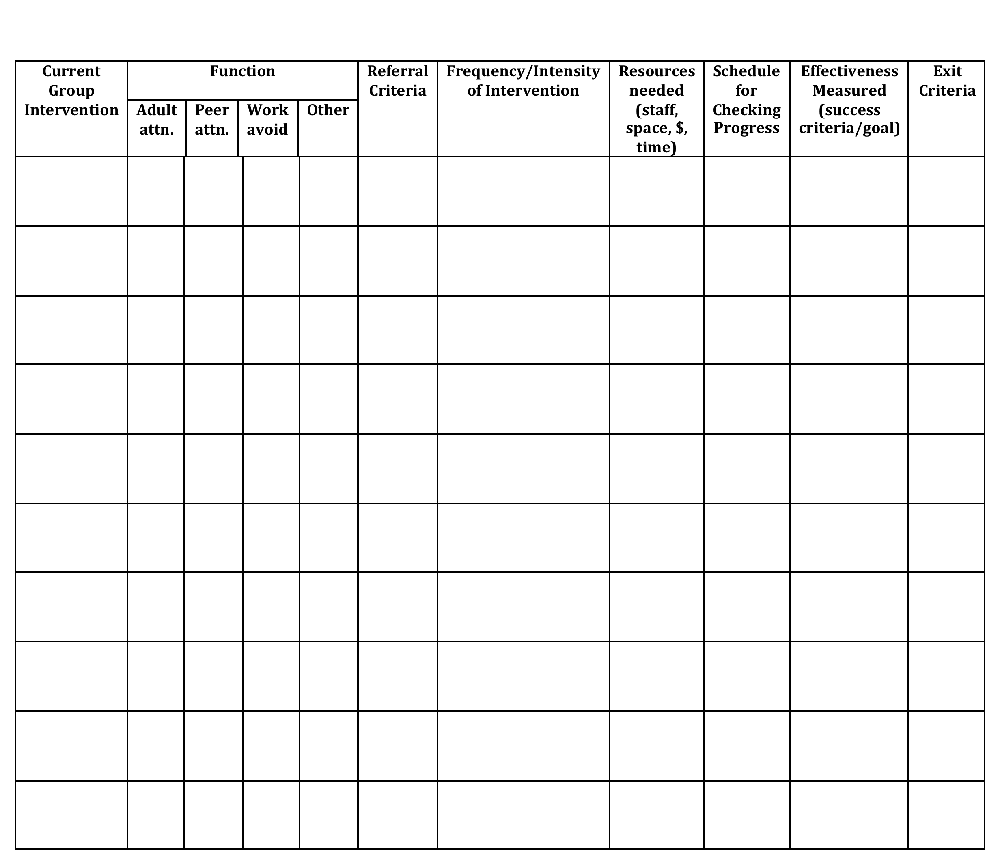 Current
Group
Intervention
Function
Adult
attn.
Peer
attn.
Work
avoid
Other
Referral
Criteria
Frequency/Intensity
of Intervention
Resources
needed
(staff,
space, $,
time)
Schedule
for
Checking
Progress
Effectiveness
Measured
(success
criteria/goal)
Exit
Criteria